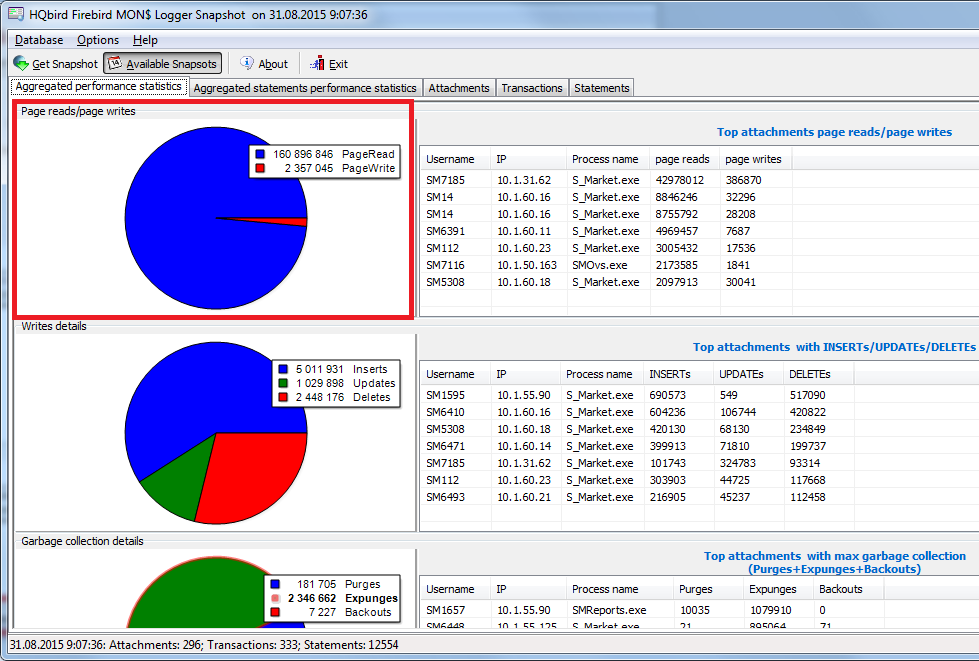 HQbird Firebird MON$ Logger Snapshot on 31.08.2015 9:07:36
Database Options Help
Get Snapshot Available Snapsots About Exit
Aggregated performance statistics Aggregated statements performance statistics Attachments Transactions Statements
Page reads/page writes
160 896 846 PageRead
2 357 045 PageWrite
Top attachments page reads/page writes
Username IP Process name page reads page writes
SM7185 10.1.31.62 S_Market.exe 42978012 386870
SM14 10.1.60.16 S_Market.exe 8846246 32296
SM14 10.1.60.16 S_Market.exe 8755792 28208
SM6391 10.1.60.11 S_Market.exe 4969457 7687
SM112 10.1.60.23 S_Market.exe 3005432 17536
SM7116 10.1.50.163 SMOvs.exe 2173585 1841
SM5308 10.1.60.18 S_Market.exe 2097913 30041
Writes details
5 011 931 Inserts
1 029 898 Updates
2 448 176 Deletes
Top attachments with INSERTs/UPDATEs/DELETEs
Username IP Process name INSERTs UPDATEs DELETEs
SM1595 10.1.55.90 S_Market.exe 690573 549 517090
SM6410 10.1.60.16 S_Market.exe 604236 106744 420822
SM5308 10.1.60.18 S_Market.exe 420130 68130 234849
SM6471 10.1.60.14 S_Market.exe 399913 71810 199737
SM7185 10.1.31.62 S_Market.exe 101743 324783 93314
SM112 10.1.60.23 S_Market.exe 303903 44725 117668
SM6493 10.1.60.21 S_Market.exe 216905 45237 112458
Garbage collection details
181 705 Purges
2 346 662 Expunges
7 227 Backouts
Top attachments with max garbage collection
(Purges+Expunges+Backouts)
Username IP Process name Purges Expunges Backouts
SM1657 10.1.55.90 SMReports.exe 10035 1079910 0
SM6448 10.1.55.125 S_Market.exe 21 895064 71
31.08.2015 9:07:36: Attachments: 296; Transactions: 333; Statements: 12554